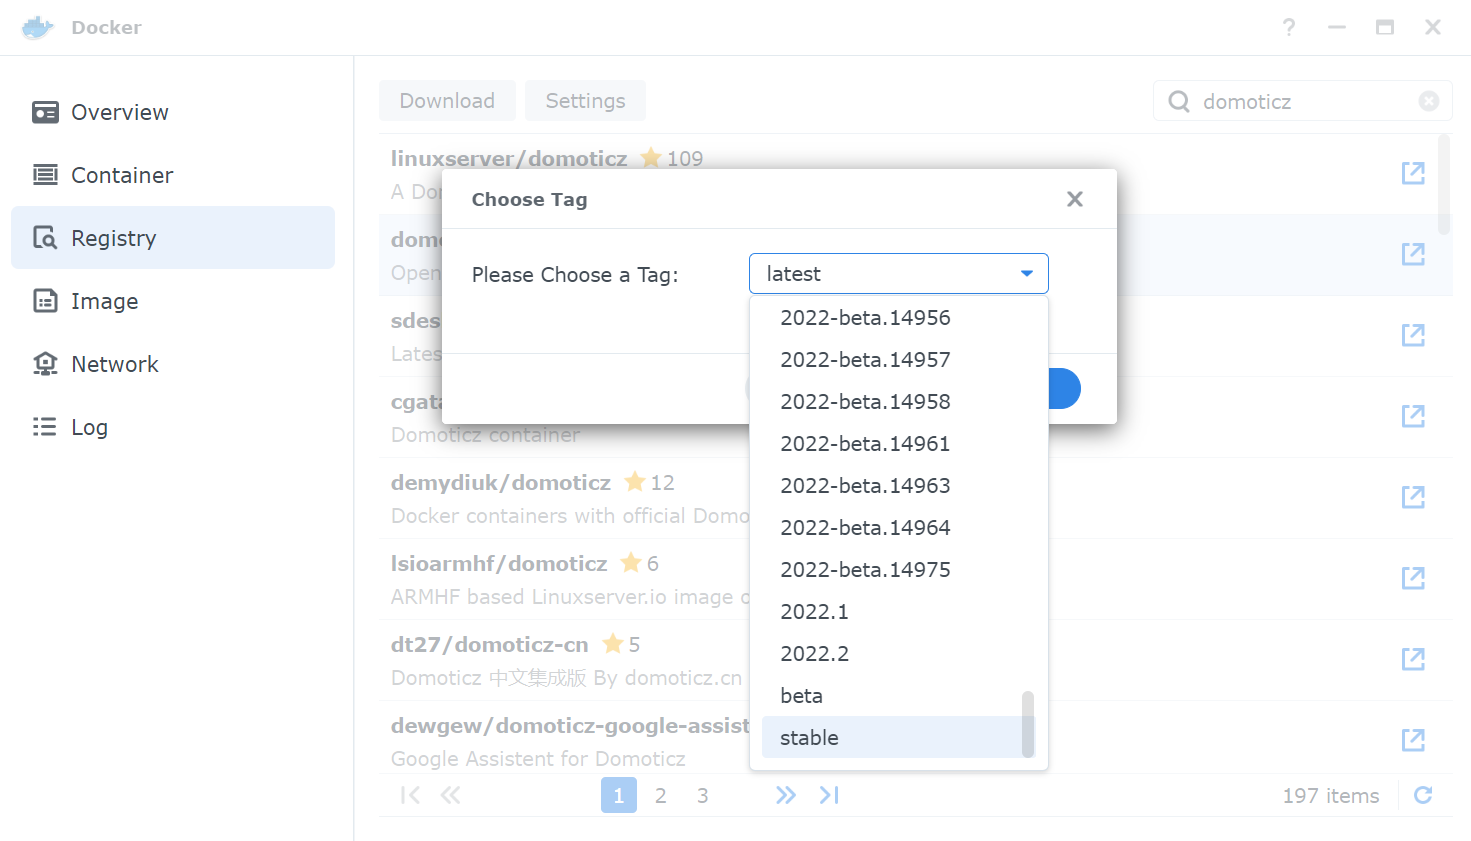 Docker
?
Overview
Container
Registry
Image
Network
Log
Download
Settings
domoticz
linuxserver/domoticz 109
A Do
Choose Tag
Please Choose a Tag:
latest
2022-beta.14956
2022-beta.14957
2022-beta.14958
2022-beta.14961
2022-beta.14963
2022-beta.14964
2022-beta.14975
2022.1
2022.2
beta
stable
dom
Open
sdes
Lates
cgata
Domoticz container
demydiuk/domoticz 12
Docker containers with official Domo
lsioarmhf/domoticz 6
ARMHF based Linuxserver.io image o
dt27/domoticz-cn 5
Domoticz 中文集成版 By domoticz.cn
dewgew/domoticz-google-assist
Google Assistent for Domoticz
1 2 3
197 items